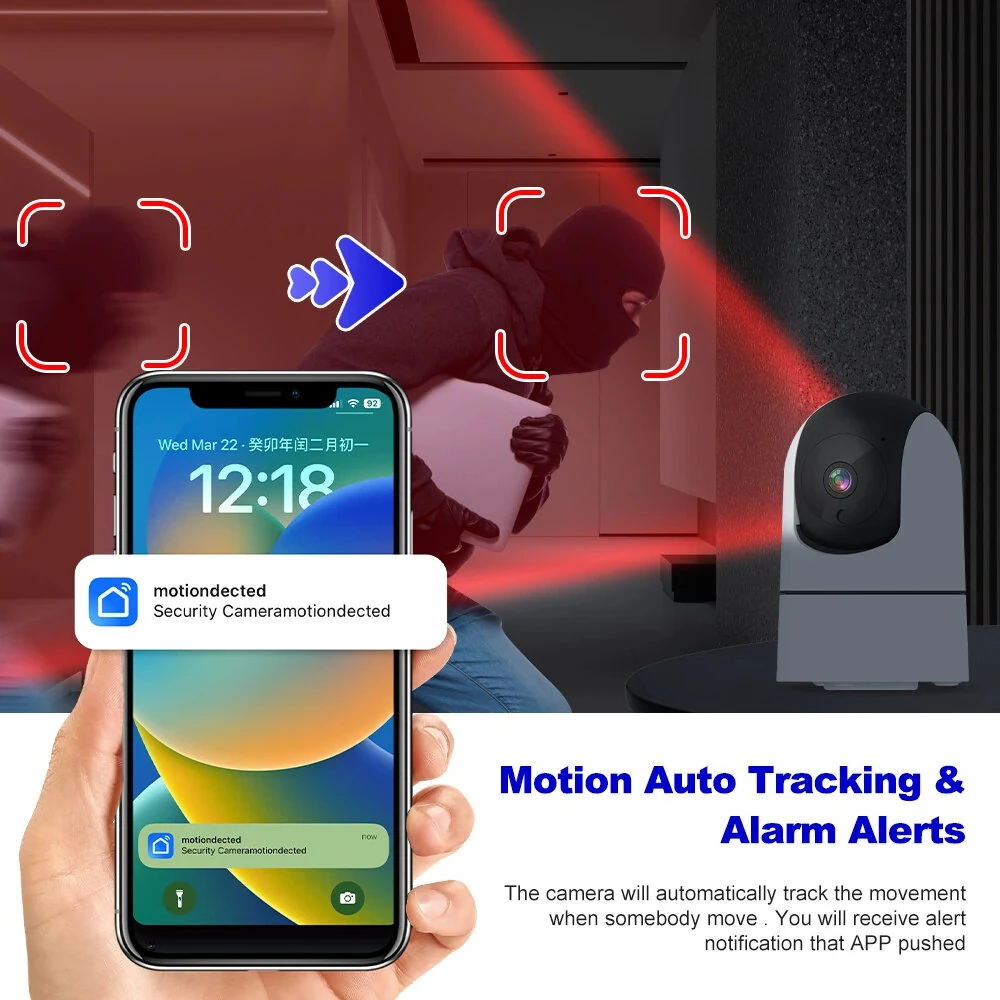 92
Wed Mar 22 · 癸卯年闰二月初一
12:18
motiondected
Security Cameramotiondected
motiondected
now
Security Cameramotiondected
Motion Auto Tracking &
Alarm Alerts
The camera will automatically track the movement
when somebody move . You will receive alert
notification that APP pushed